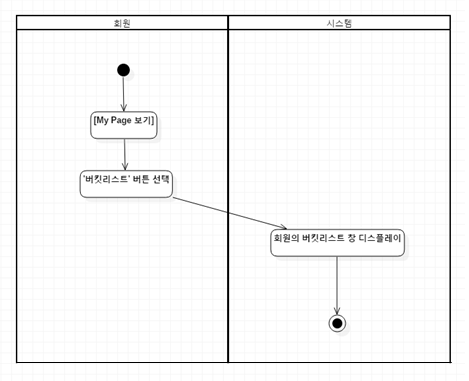 회원
시스템
[My Page 보기]
'버킷리스트' 버튼 선택
회원의 버킷리스트 창 디스플레이